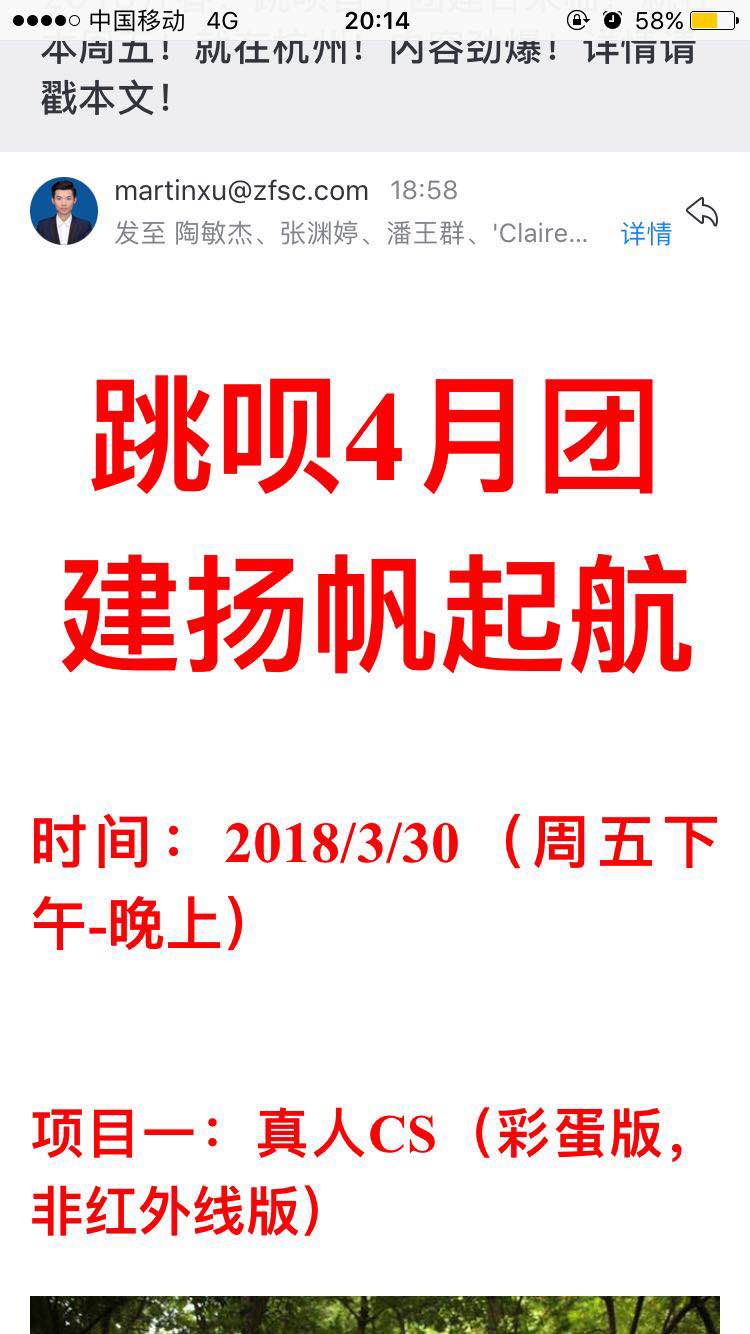 中国移动 4G 20:14 58%
本周五！就在杭州！内容劲爆！详情请
戳本文！
martinxu@zfsc.com 18:58
发至 陶敏杰、张渊婷、潘王群、'Claire... 详情
跳呗4月团
建扬帆起航
时间： 2018/3/30（周五下
午-晚上）
项目一：真人CS（彩蛋版，
非红外线版）